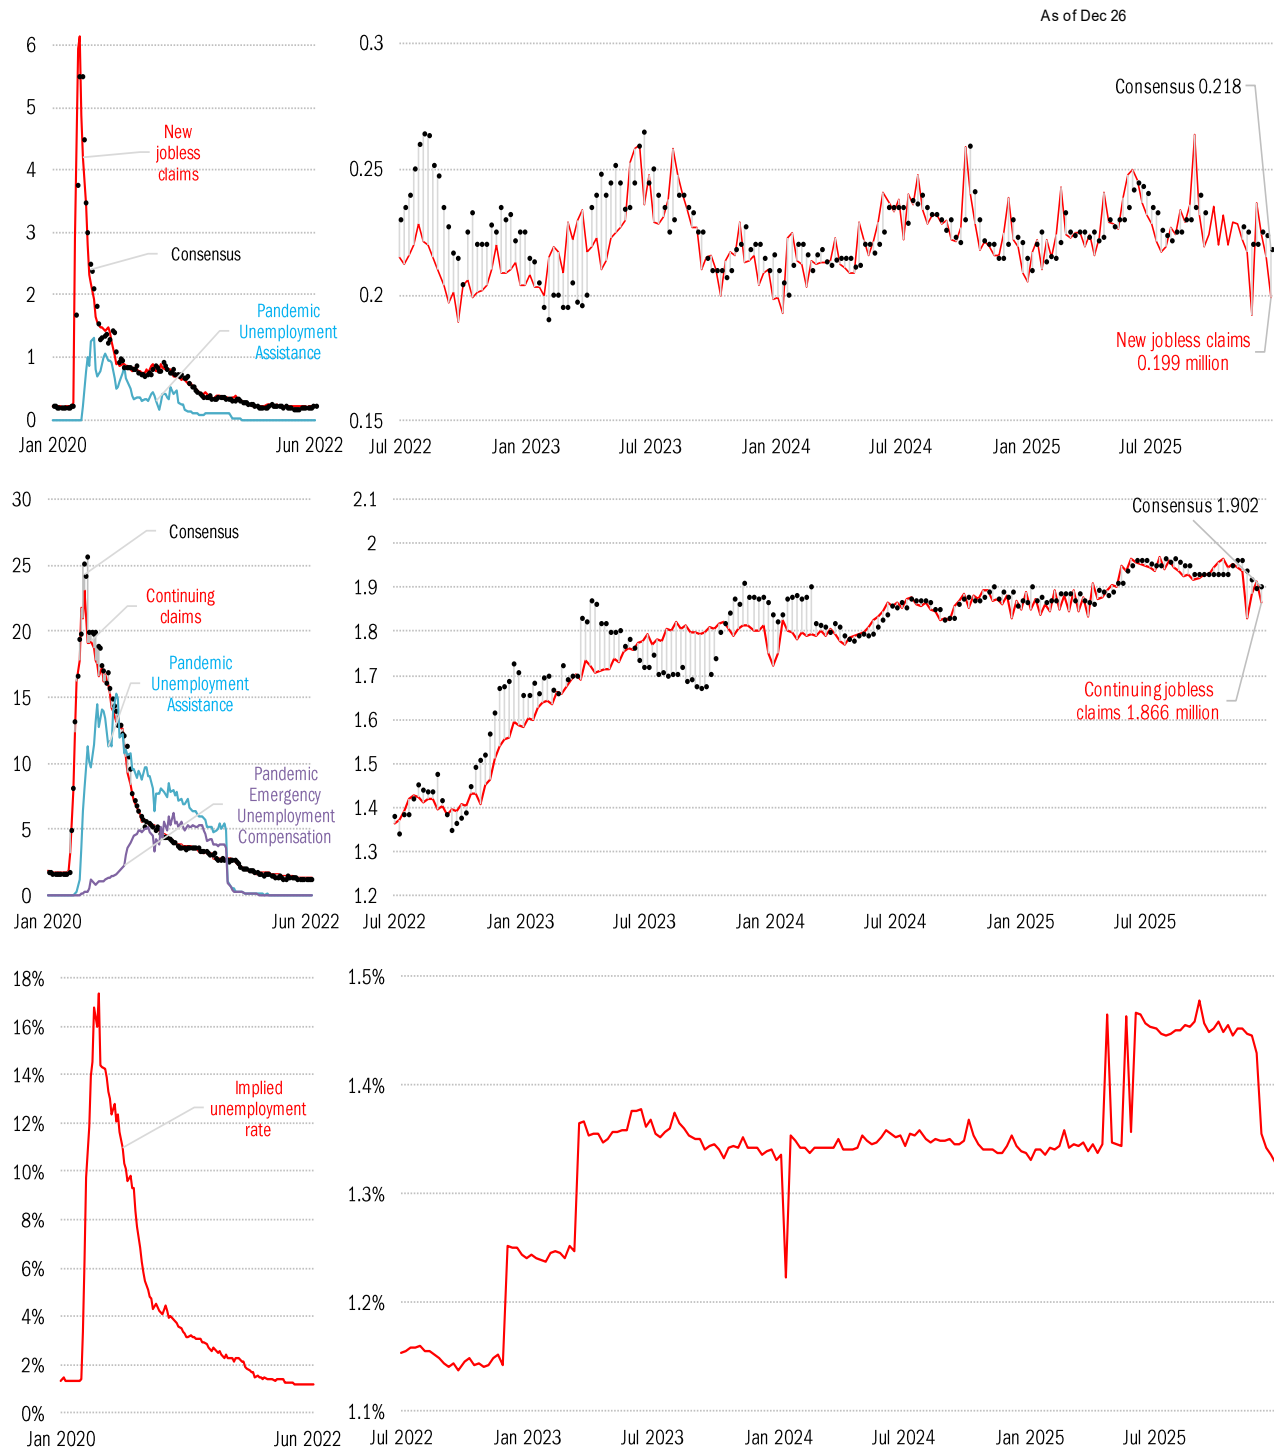 As of Dec 26
6
5
4
3
2
1
0
Jan 2020
Jun 2022
New
jobless
claims
Consensus
Pandemic
Unemployment
Assistance
0.3
0.25
0.2
0.15
Jul 2022
Jan 2023
Jul 2023
Jan 2024
Jul 2024
Jan 2025
Jul 2025
Consensus 0.218
New jobless claims
0.199 million
30
25
20
15
10
5
0
Jan 2020
Jun 2022
Consensus
Continuing
claims
Pandemic
Unemployment
Assistance
Pandemic
Emergency
Unemployment
Compensation
2.1
2
1.9
1.8
1.7
1.6
1.5
1.4
1.3
1.2
Jul 2022
Jan 2023
Jul 2023
Jan 2024
Jul 2024
Jan 2025
Jul 2025
Consensus 1.902
Continuing jobless
claims 1.866 million
18%
16%
14%
12%
10%
8%
6%
4%
2%
0%
Jan 2020
Jun 2022
Implied
unemployment
rate
1.5%
1.4%
1.3%
1.2%
1.1%
Jul 2022
Jan 2023
Jul 2023
Jan 2024
Jul 2024
Jan 2025
Jul 2025